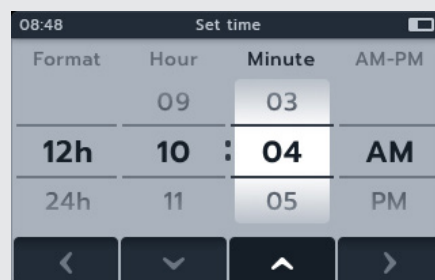 08:48 Set time
Format Hour Minute AM-PM
09 03
12h 10 : 04 AM
24h 11 05 PM